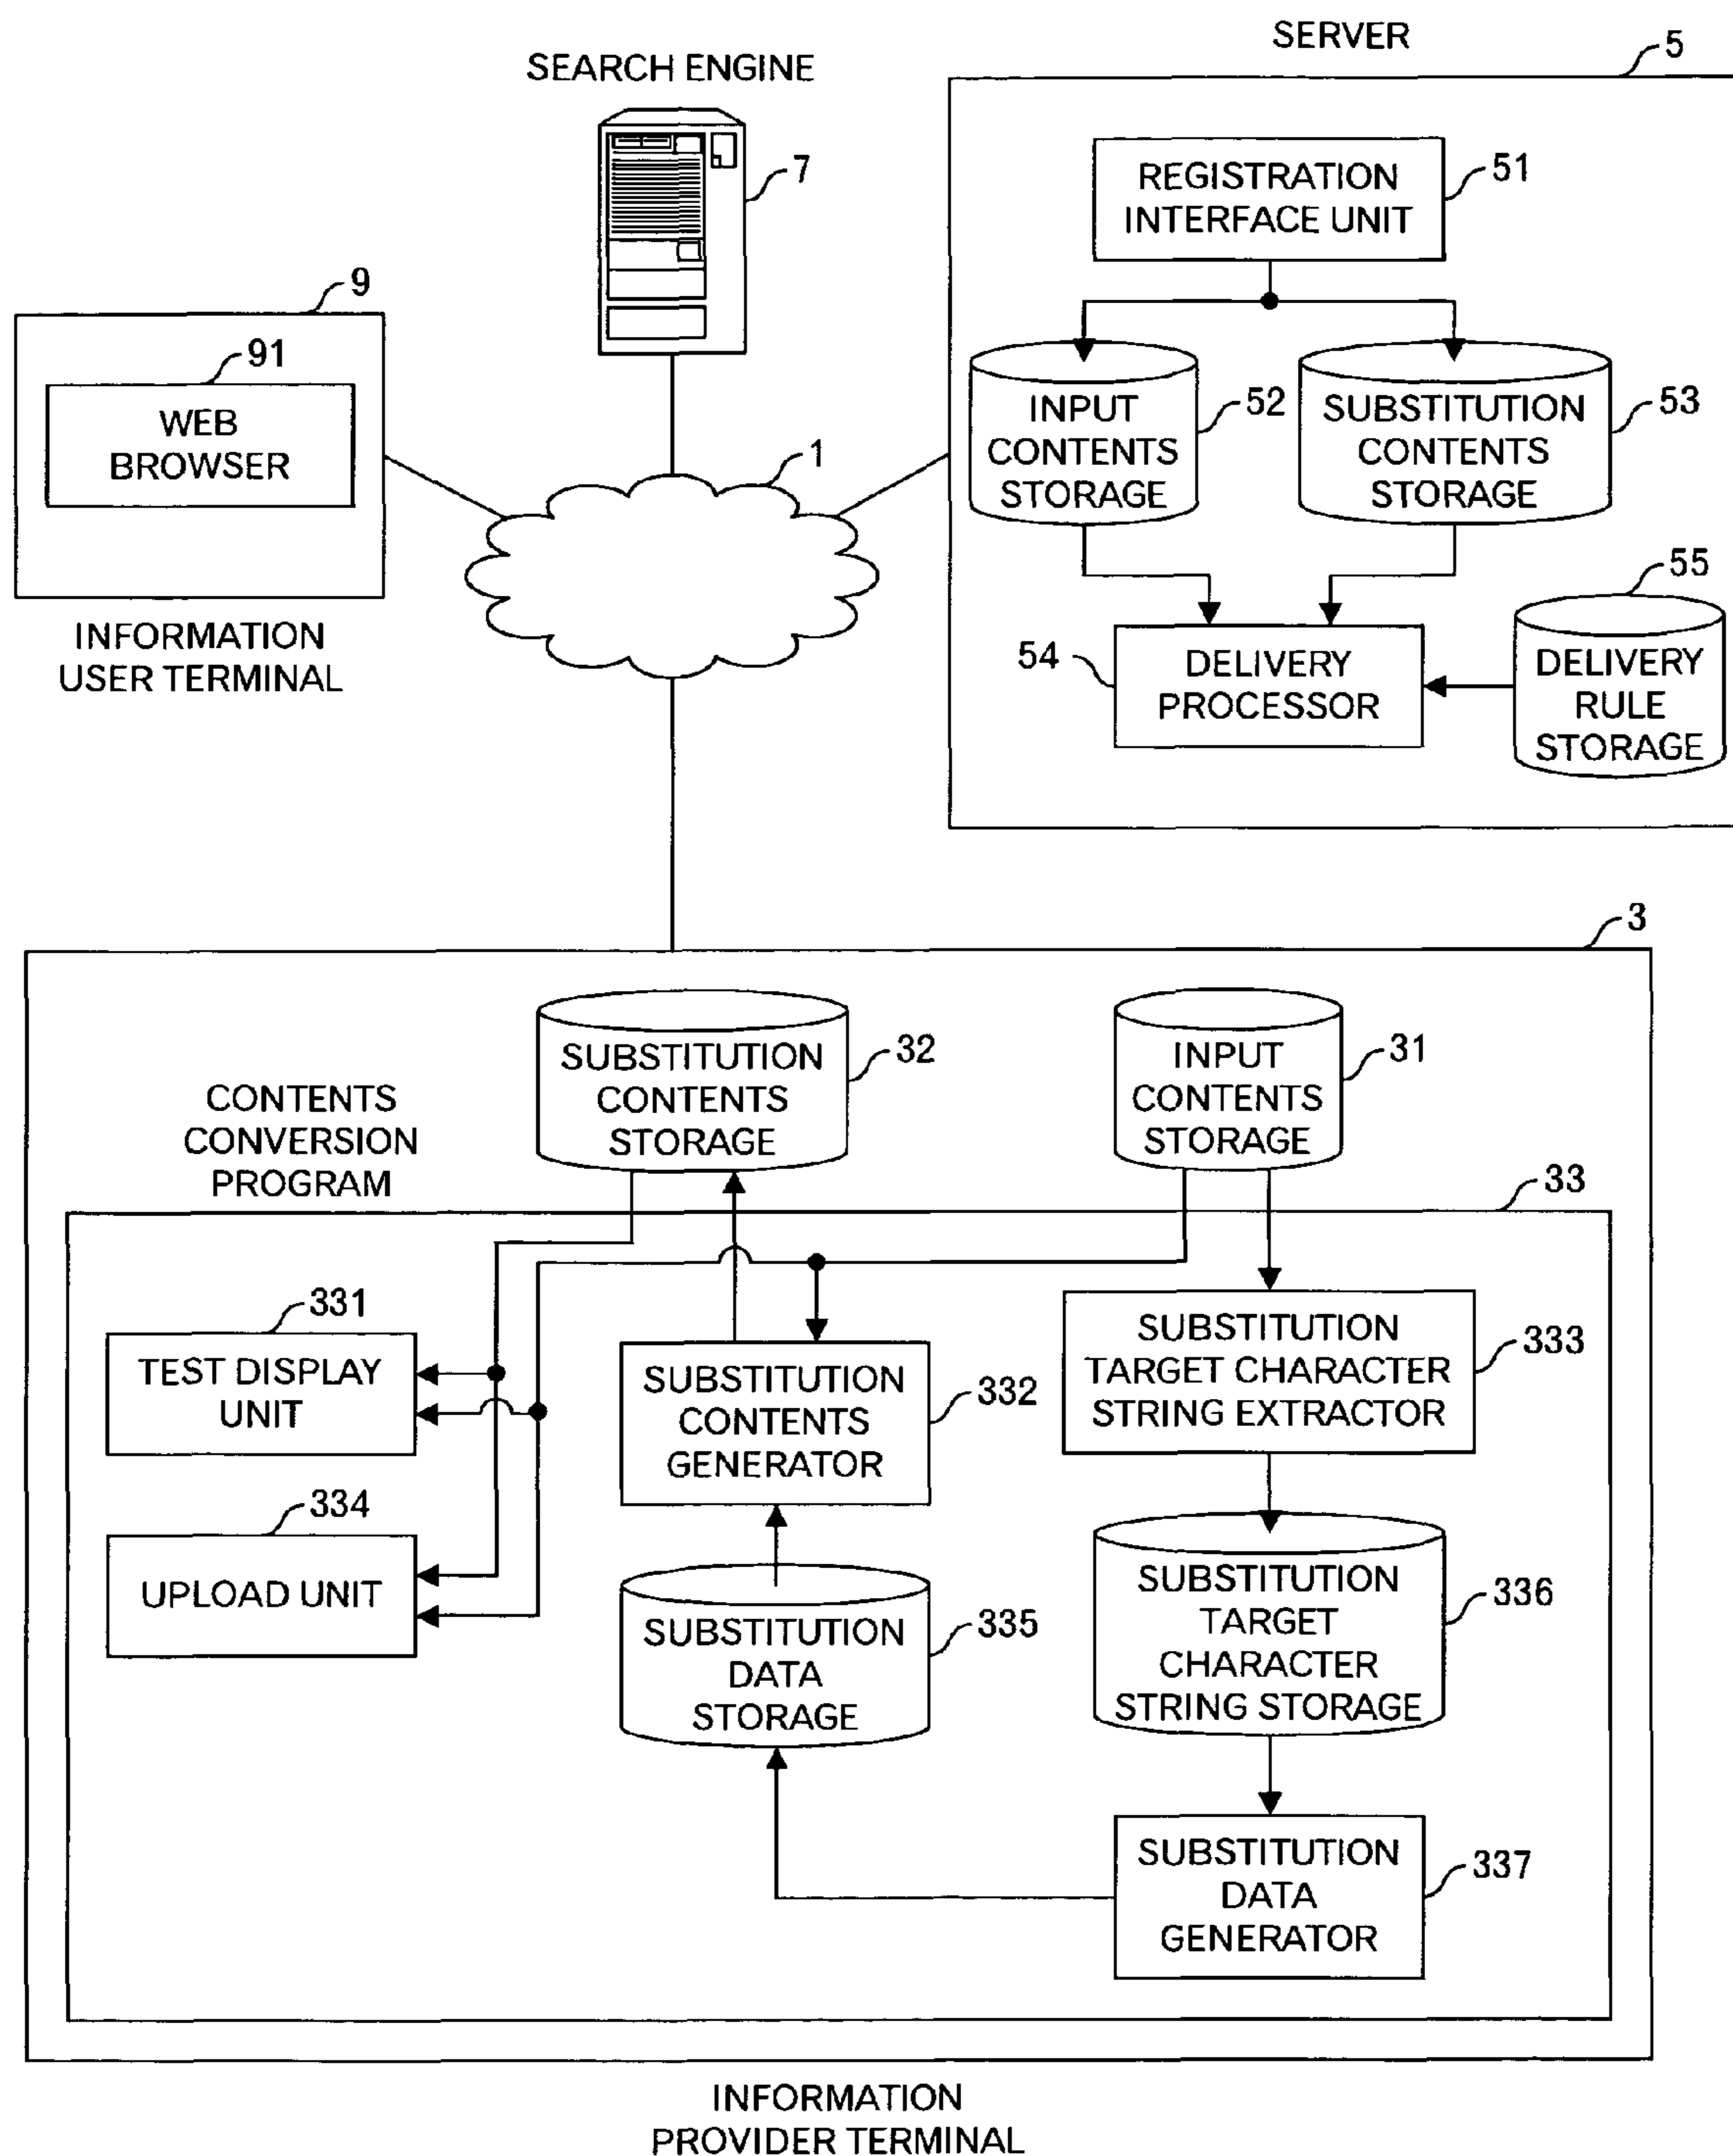 SERVER
5
SEARCH ENGINE
7
REGISTRATION
INTERFACE UNIT
51
9
91
WEB
BROWSER
INFORMATION
USER TERMINAL
1
INPUT
CONTENTS
STORAGE
52
SUBSTITUTION
CONTENTS
STORAGE
53
55
54
DELIVERY
PROCESSOR
DELIVERY
RULE
STORAGE
3
SUBSTITUTION
CONTENTS
STORAGE
32
INPUT
CONTENTS
STORAGE
31
CONTENTS
CONVERSION
PROGRAM
33
331
TEST DISPLAY
UNIT
SUBSTITUTION
CONTENTS
GENERATOR
332
SUBSTITUTION
TARGET CHARACTER
STRING EXTRACTOR
333
334
UPLOAD UNIT
SUBSTITUTION
DATA
STORAGE
335
SUBSTITUTION
TARGET
CHARACTER
STRING STORAGE
336
SUBSTITUTION
DATA
GENERATOR
337
INFORMATION
PROVIDER TERMINAL